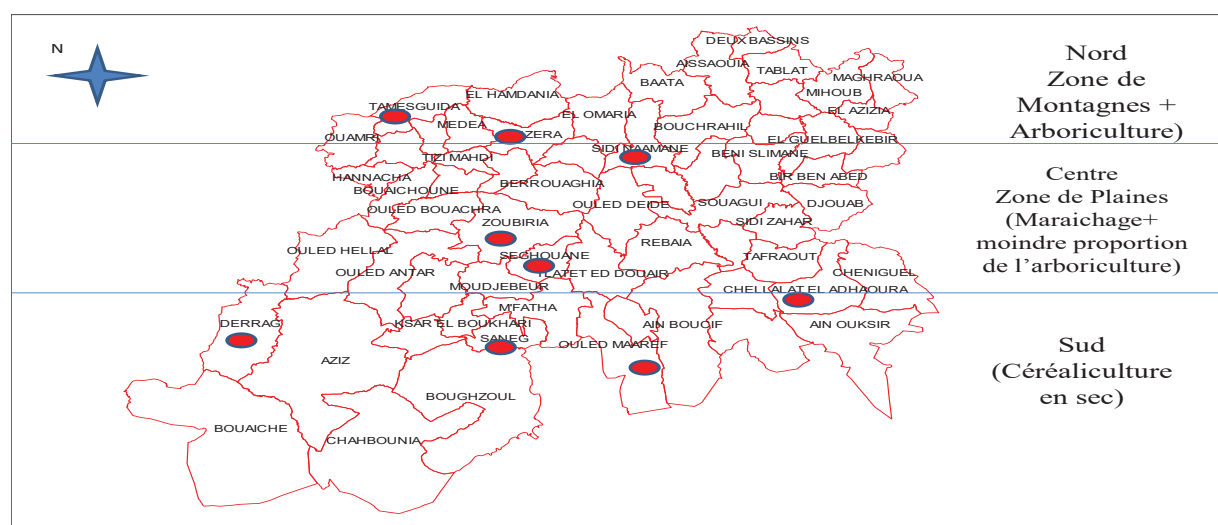 N
DEUX BASSINS
AISSAOUIA
TABLAT
BAATA
MAGHRAOUA
MIHOUB
EL HAMDANIA
TAMESGUIDA
EL AZIZIA
EL OMARIA
MEDEA
BOUCHRAHIL
OUAMRI
ZERA
EL GUELBELKEBIR
SIDI NAAMANE
BENI SLIMANE
TIZI MAHDI
HANNACHA
BIR BEN ABED
BERROUAGHIA
BOUAICHOUNE
SOUAGUI
DJOUAB
OULED DEIDE
OULED BOUACHRA
ZOUBIRIA
SIDI ZAHAR
REBAIA
OULED HELLAL
SEGHOUANE
TAFRAOUT
OULED ANTAR
TLATET ED DOUAIR
CHENIGUEL
MOUDJEBEUR
CHELLALAT EL ADHAOURA
M'FATHA
DERRAG
KSAR EL BOUKHARI
AIN BOUCIF
AIN OUKSIR
SANEG
OULED MAAREF
AZIZ
BOUGHZOUL
BOUAICHE
CHAHBOUNIA
Nord
Zone de
Montagnes +
Arboriculture)
Centre
Zone de Plaines
(Maraichage+
moindre proportion
de l’arboriculture)
Sud
(Céréaliculture
en sec)